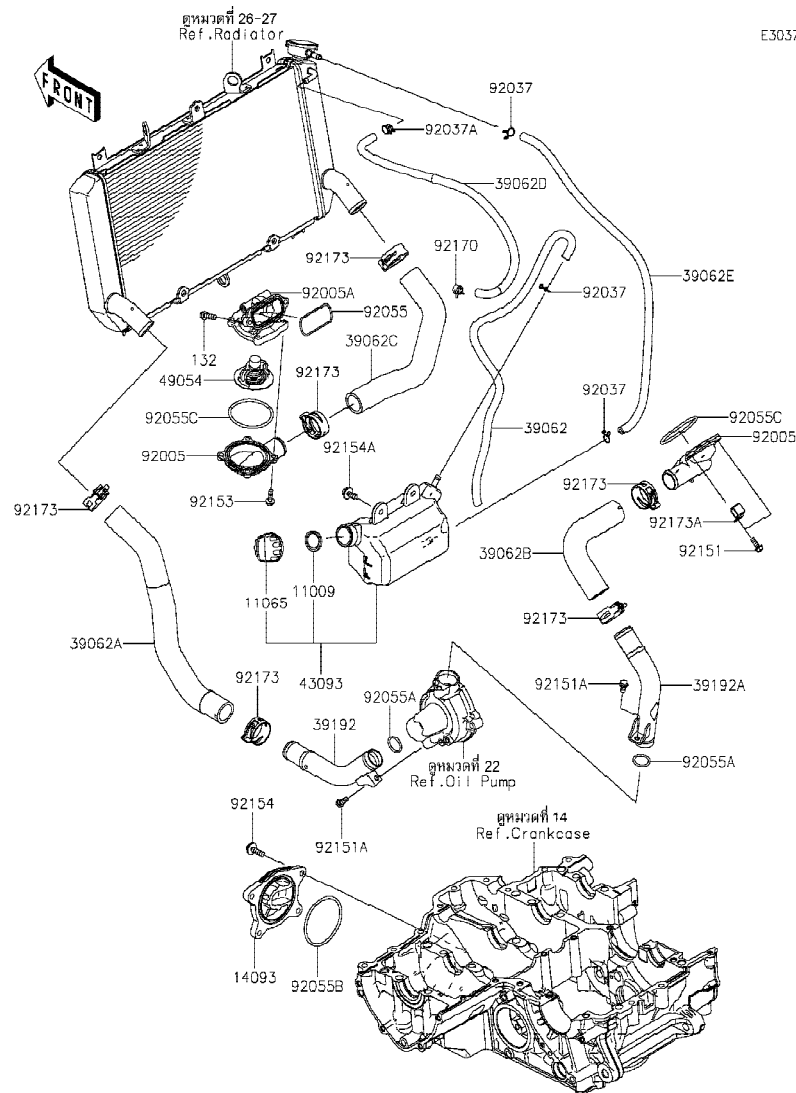 ดูหมวดที่ 26-27
Ref.Radiator
E3037
FRONT
92037
92037A
39062D
92173
92170
39062E
92005A
92055
92037
132
39062C
49054
92173
92037
92055C
92055C
39062
92005
92005
92154A
92173
92153
92173
92173A
39062B
92151
11009
11065
92173
39062A
43093
92173
92055A
92151A
39192A
39192
ดูหมวดที่ 22
Ref.Oil Pump
92055A
92154
92151A
ดูหมวดที่ 14
Ref.Crankcase
14093
92055B